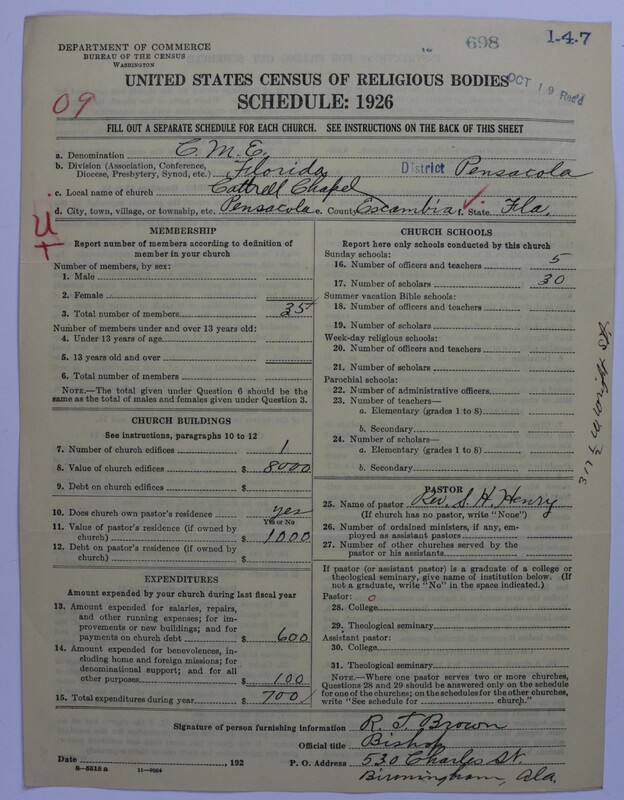 698
1-4-7
DEPARTMENT OF COMMERCE
BUREAU OF THE CENSUS
WASHINGTON
UNITED STATES CENSUS OF RELIGIOUS BODIES
OCT 19 Rec'd
09
SCHEDULE: 1926
FILL OUT A SEPARATE SCHEDULE FOR EACH CHURCH. SEE INSTRUCTIONS ON THE BACK OF THIS SHEET
a. Denomination C. M. E.
b. Division (Association, Conference, Diocese, Presbytery, Synod, etc.) Florida District Pensacola
c. Local name of church Cottrell Chapel
d. City, town, village, or township, etc. Pensacola e. County Escambia f. State Fla.
MEMBERSHIP
Report number of members according to definition of
member in your church
Number of members, by sex:
1. Male
2. Female
3. Total number of members 35
Number of members under and over 13 years old:
4. Under 13 years of age
5. 13 years old and over
6. Total number of members
NOTE.—The total given under Question 6 should be
same as the total of males and females given under Question 3.
CHURCH BUILDINGS
See instructions, paragraphs 10 to 12
7. Number of church edifices 1
8. Value of church edifices $ 8000
9. Debt on church edifices $
10. Does church own pastor's residence yes
Yes or No
11. Value of pastor's residence (if owned by
church) $ 1000
12. Debt on pastor's residence (if owned by
church) $
EXPENDITURES
Amount expended by your church during last fiscal year
13. Amount expended for salaries, repairs,
and other running expenses; for im-
provements or new buildings; and for
payments on church debt $ 600
14. Amount expended for benevolences, in-
cluding home and foreign missions; for
denominational support; and for all
other purposes $ 100
15. Total expenditures during year $ 700
CHURCH SCHOOLS
Report here only schools conducted by this church
Sunday schools:
16. Number of officers and teachers 5
17. Number of scholars 30
Summer vacation Bible schools:
18. Number of officers and teachers
19. Number of scholars
Week-day religious schools:
20. Number of officers and teachers
21. Number of scholars
Parochial schools:
22. Number of administrative officers
23. Number of teachers—
a. Elementary (grades 1 to 8)
b. Secondary
24. Number of scholars—
a. Elementary (grades 1 to 8)
b. Secondary
PASTOR
25. Name of pastor Rev. S. H. Henry
(If church has no pastor, write "None")
26. Number of ordained ministers, if any, em-
ployed as assistant pastors
27. Number of other churches served by the
pastor or his assistants
If pastor (or assistant pastor) is a graduate of a college or
theological seminary, give name of institution below. (If
not a graduate, write "No" in the space indicated.)
Pastor: 0
28. College
29. Theological seminary
Assistant pastor:
30. College
31. Theological seminary
NOTE.—Where one pastor serves two or more churches,
Questions 28 and 29 should be answered only on the schedule
for one of the churches; on the schedules for the other churches,
write "See schedule for church."
317½ W. Wright St.
Signature of person furnishing information R. T. Brown
Official title Bishop
Date , 192
P. O. Address 530 Charles St.
Birmingham, Ala.
8—5518 a 11—9064